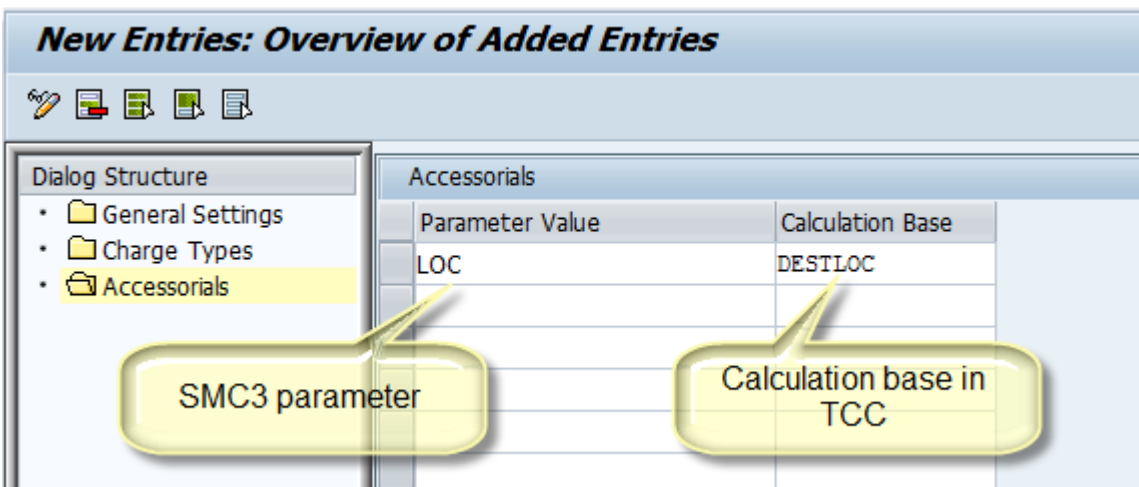 New Entries: Overview of Added Entries
Dialog Structure
General Settings
Charge Types
Accessorials
Accessorials
Parameter Value Calculation Base
LOC DESTLOC
SMC3 parameter
Calculation base in
TCC